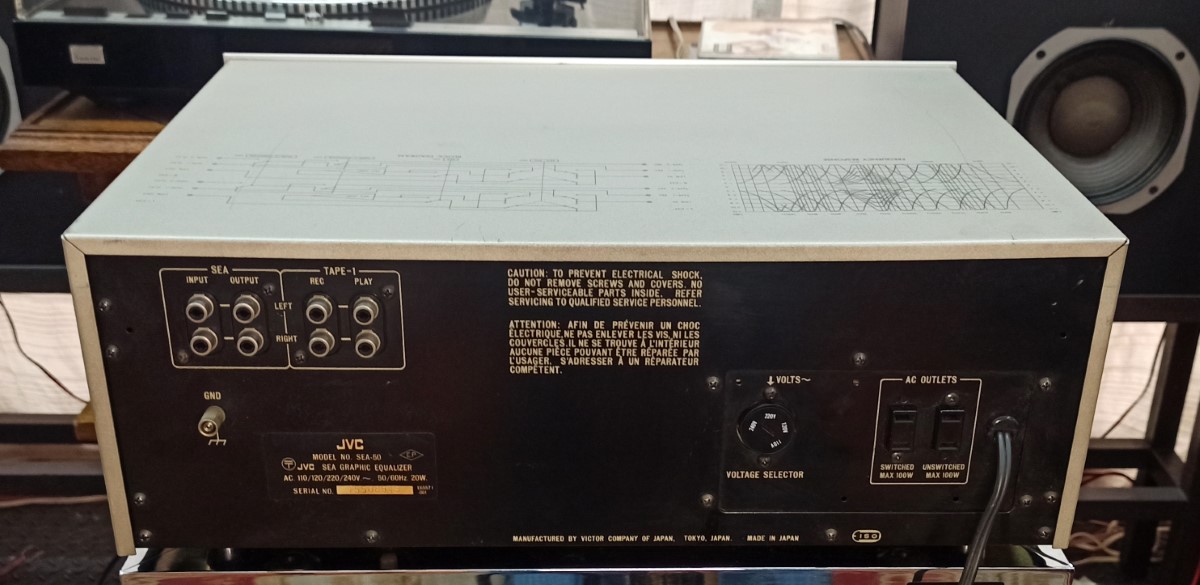 SEA
TAPE-1
INPUT
OUTPUT
REC
PLAY
LEFT
RIGHT
CAUTION: TO PREVENT ELECTRICAL SHOCK,
DO NOT REMOVE SCREWS AND COVERS. NO
USER-SERVICEABLE PARTS INSIDE. REFER
SERVICING TO QUALIFIED SERVICE PERSONNEL.
ATTENTION: AFIN DE PRÉVENIR UN CHOC
ÉLECTRIQUE, NE PAS ENLEVER LES VIS, NI LES
COUVERCLES. IL NE SE TROUVE À L'INTÉRIEUR
AUCUNE PIÈCE POUVANT ÊTRE RÉPARÉE PAR
L'USAGER. S'ADRESSER À UN RÉPARATEUR
COMPÉTENT.
GND
JVC
MODEL NO. SEA-50
JVC SEA GRAPHIC EQUALIZER
AC 110/120/220/240V ~ 50/60Hz 20W.
SERIAL NO.
VOLTS~
240V
220V
120V
VOLTAGE SELECTOR
AC OUTLETS
SWITCHED
MAX 100W
UNSWITCHED
MAX 100W
MANUFACTURED BY VICTOR COMPANY OF JAPAN, TOKYO, JAPAN. MADE IN JAPAN